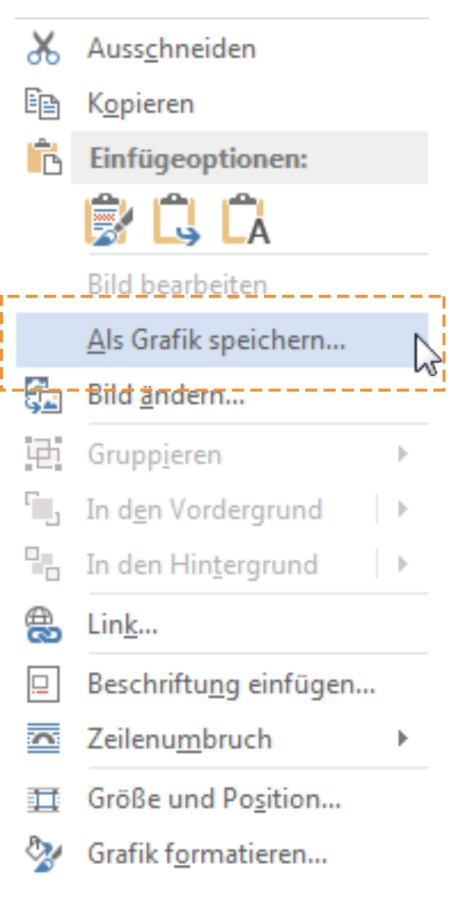 Ausschneiden
Kopieren
Einfügeoptionen:
A
Bild bearbeiten
Als Grafik speichern...
Bild ändern...
Gruppieren
In den Vordergrund
In den Hintergrund
Link...
Beschriftung einfügen...
Zeilenumbruch
Größe und Position...
Grafik formatieren...